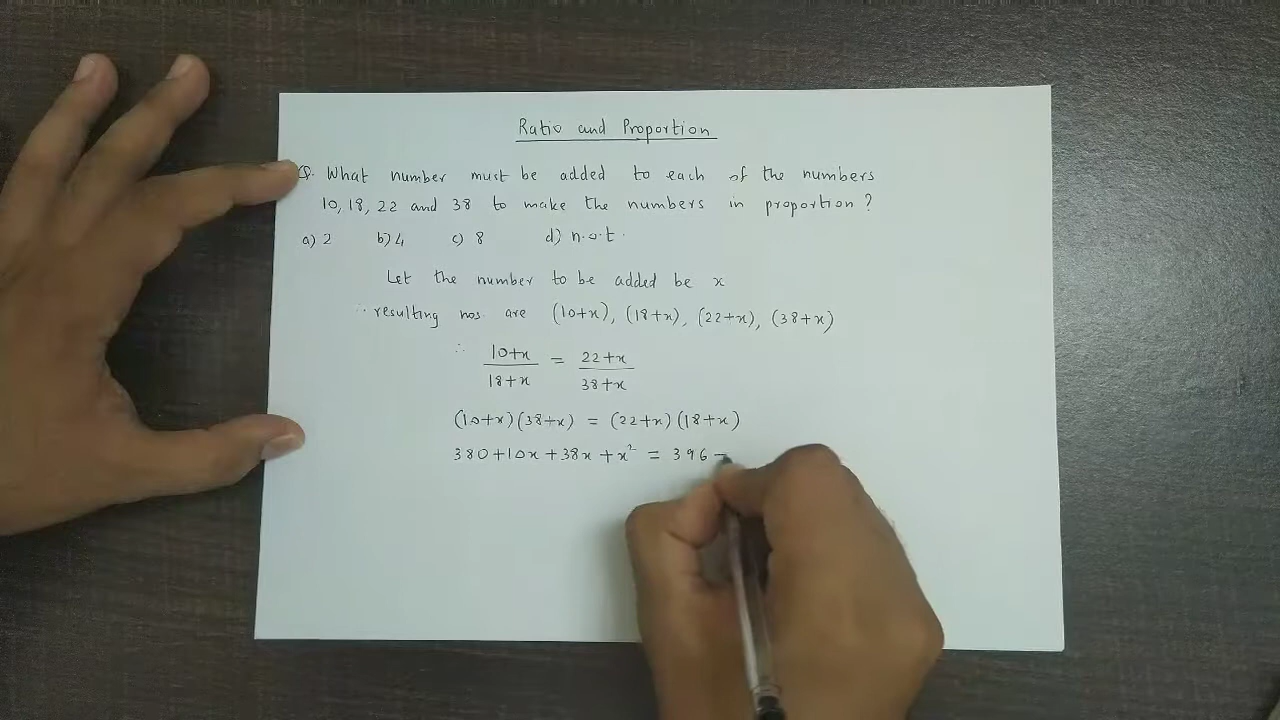 Ratio and Proportion
Q. What number must be added to each of the numbers
10, 18, 22 and 38 to make the numbers in proportion?
a) 2 b) 4 c) 8 d) n.o.t.
Let the number to be added be x
∴ resulting nos. are (10+x), (18+x), (22+x), (38+x)
∴ 10+x/18+x = 22+x/38+x
(10+x)(38+x) = (22+x)(18+x)
380+10x+38x+x² = 396